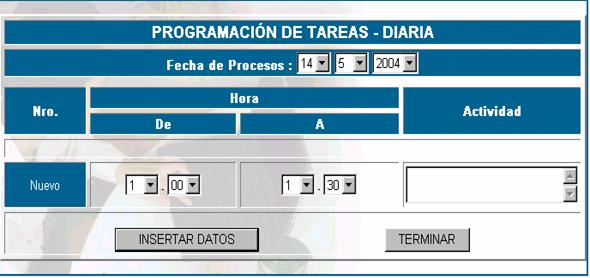 PROGRAMACIÓN DE TAREAS - DIARIA
Fecha de Procesos : 14 5 2004
Nro. Hora Actividad
De A
Nuevo 1 . 00 1 . 30
INSERTAR DATOS TERMINAR